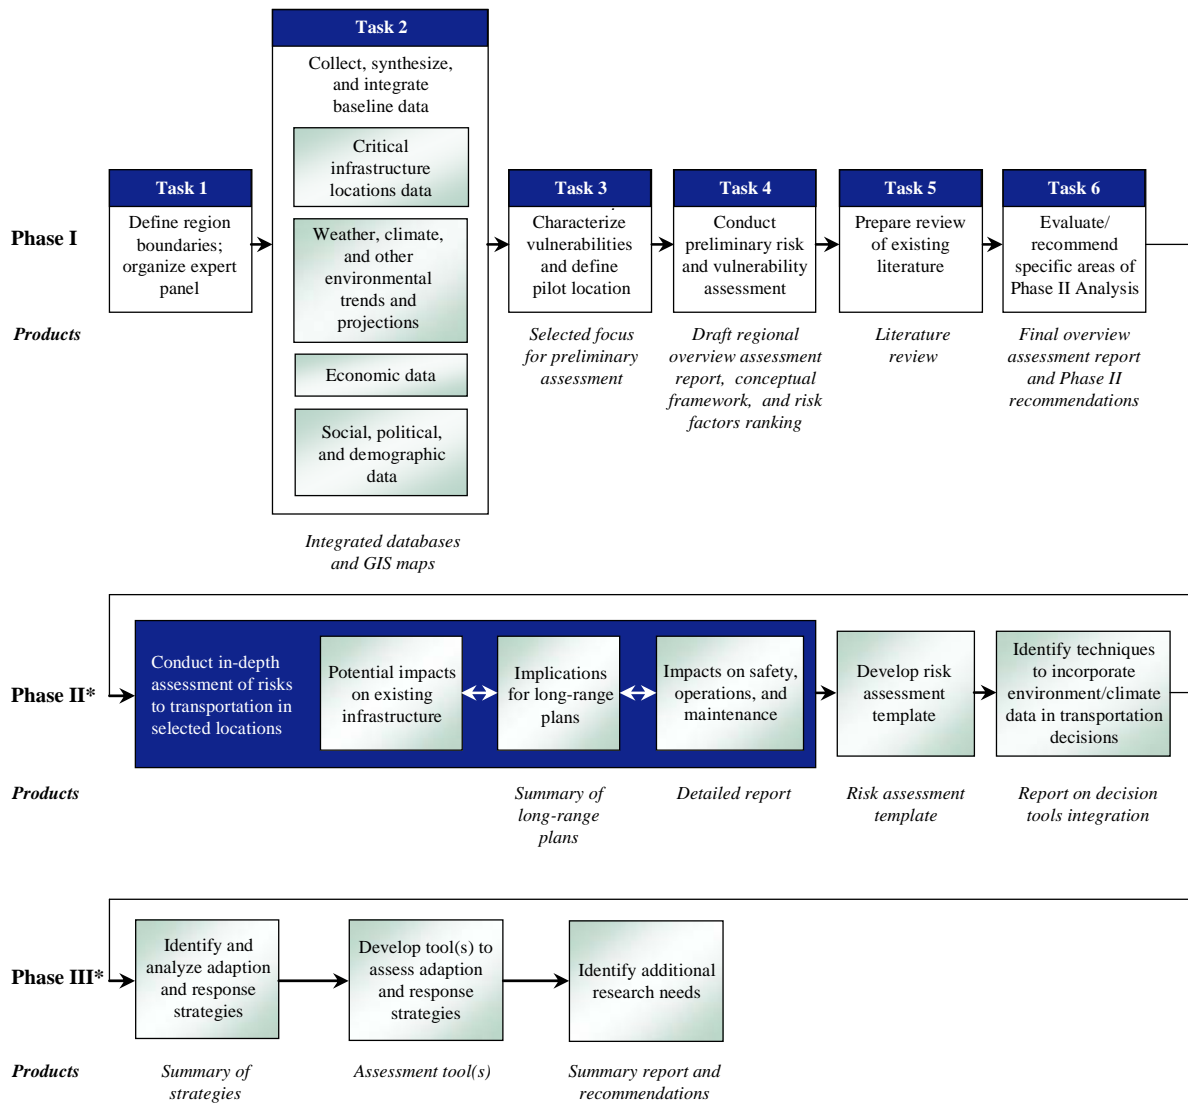 Phase I
Task 1
Define region
boundaries;
organize expert
panel
Task 2
Collect, synthesize,
and integrate
baseline data
Critical
infrastructure
locations data
Weather, climate,
and other
environmental
trends and
projections
Economic data
Social, political,
and demographic
data
Task 3
Characterize
vulnerabilities
and define
pilot location
Task 4
Conduct
preliminary risk
and vulnerability
assessment
Task 5
Prepare review
of existing
literature
Task 6
Evaluate/
recommend
specific areas of
Phase II Analysis
Products
Integrated databases
and GIS maps
Selected focus
for preliminary
assessment
Draft regional
overview assessment
report, conceptual
framework, and risk
factors ranking
Literature
review
Final overview
assessment report
and Phase II
recommendations
Phase II*
Conduct in-depth
assessment of risks
to transportation in
selected locations
Potential impacts
on existing
infrastructure
Implications
for long-range
plans
Impacts on safety,
operations, and
maintenance
Develop risk
assessment
template
Identify techniques
to incorporate
environment/climate
data in transportation
decisions
Products
Summary of
long-range
plans
Detailed report
Risk assessment
template
Report on decision
tools integration
Phase III*
Identify and
analyze adaption
and response
strategies
Develop tool(s) to
assess adaption
and response
strategies
Identify additional
research needs
Products
Summary of
strategies
Assessment tool(s)
Summary report and
recommendations